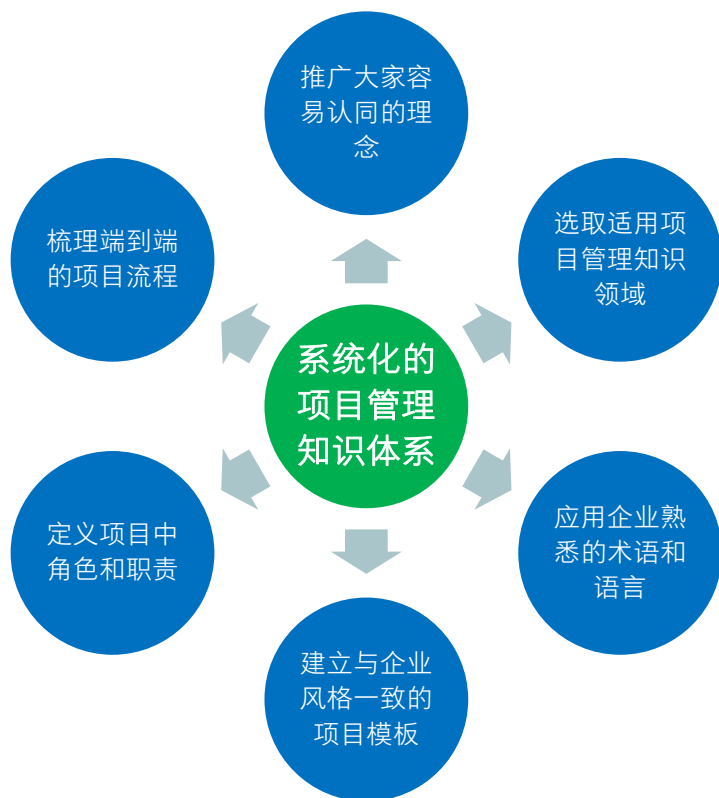 推广大家容
易认同的理
念
梳理端到端
的项目流程
选取适用项
目管理知识
领域
系统化的
项目管理
知识体系
定义项目中
角色和职责
应用企业熟
悉的术语和
语言
建立与企业
风格一致的
项目模板